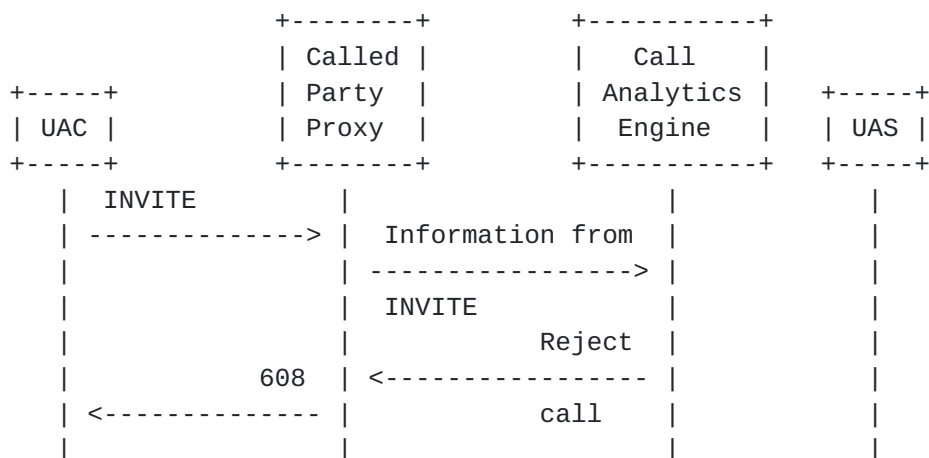 +--------+ +-----------+
| Called | | Call |
+-----+ | Party | | Analytics | +-----+
| UAC | | Proxy | | Engine | | UAS |
+-----+ +--------+ +-----------+ +-----+
| INVITE | | |
| --------------> | Information from | |
| | -----------------> | |
| | INVITE | |
| | Reject | |
| 608 | <----------------- | |
| <-------------- | call | |
| | | |